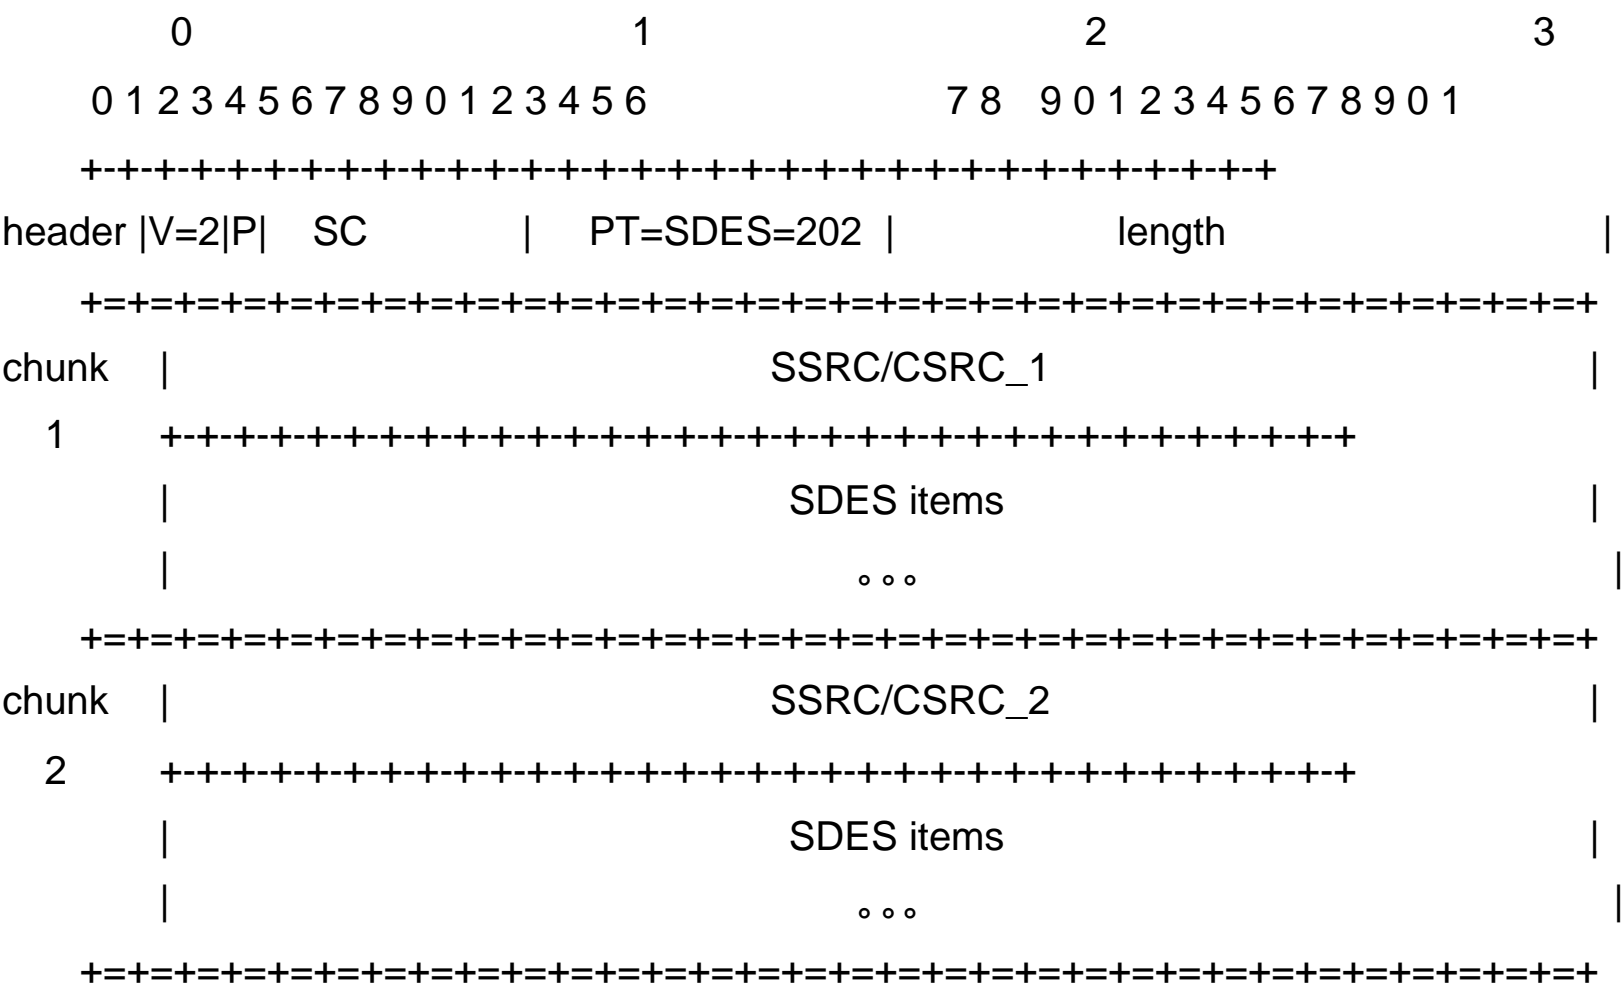 0 1 2 3
0 1 2 3 4 5 6 7 8 9 0 1 2 3 4 5 6 7 8 9 0 1 2 3 4 5 6 7 8 9 0 1
+-+-+-+-+-+-+-+-+-+-+-+-+-+-+-+-+-+-+-+-+-+-+-+-+-+-+-+-+-+-+-+-+
header |V=2|P| SC | PT=SDES=202 | length |
+=+=+=+=+=+=+=+=+=+=+=+=+=+=+=+=+=+=+=+=+=+=+=+=+=+=+=+=+=+=+=+=+
chunk | SSRC/CSRC_1 |
1 +-+-+-+-+-+-+-+-+-+-+-+-+-+-+-+-+-+-+-+-+-+-+-+-+-+-+-+-+-+-+-+-+
| SDES items |
| 。。。 |
+=+=+=+=+=+=+=+=+=+=+=+=+=+=+=+=+=+=+=+=+=+=+=+=+=+=+=+=+=+=+=+=+
chunk | SSRC/CSRC_2 |
2 +-+-+-+-+-+-+-+-+-+-+-+-+-+-+-+-+-+-+-+-+-+-+-+-+-+-+-+-+-+-+-+-+
| SDES items |
| 。。。 |
+=+=+=+=+=+=+=+=+=+=+=+=+=+=+=+=+=+=+=+=+=+=+=+=+=+=+=+=+=+=+=+=+